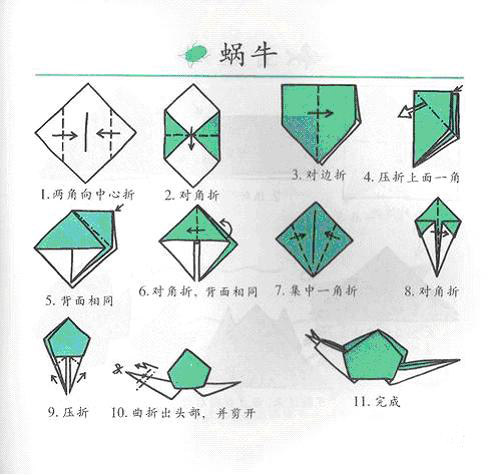 蜗牛
1.两角向中心折
2.对角折
3.对边折
4.压折上面一角
5.背面相同
6.对角折，背面相同
7.集中一角折
8.对角折
9.压折
10.曲折出头部，并剪开
11.完成